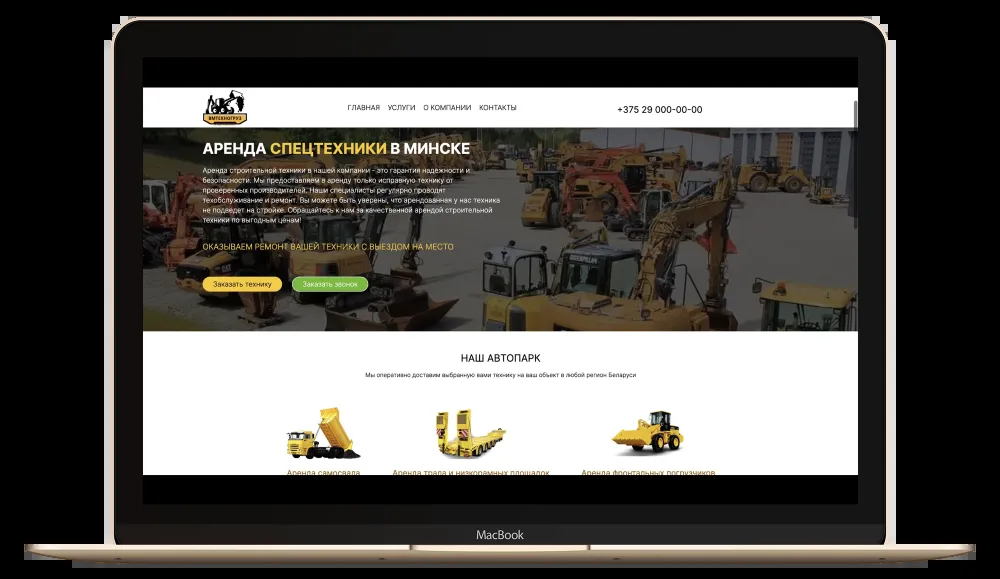 ВМТЕХНОГРУЗ
ГЛАВНАЯ УСЛУГИ О КОМПАНИИ КОНТАКТЫ
+375 29 000-00-00
АРЕНДА СПЕЦТЕХНИКИ В МИНСКЕ
Аренда строительной техники в нашей компании - это гарантия надежности и
безопасности. Мы предоставляем в аренду только исправную технику от
проверенных производителей. Наши специалисты регулярно проводят
техобслуживание и ремонт. Вы можете быть уверены, что арендованная у нас техника
не подведет на стройке. Обращайтесь к нам за качественной арендой строительной
техники по выгодным ценам!
ОКАЗЫВАЕМ РЕМОНТ ВАШЕЙ ТЕХНИКИ С ВЫЕЗДОМ НА МЕСТО
Заказать технику Заказать звонок
CAT
CATERPILLAR
НАШ АВТОПАРК
Мы оперативно доставим выбранную вами технику на ваш объект в любой регион Беларуси
Аренда самосвала Аренда трала и низкорамных площадок Аренда фронтальных погрузчиков
MacBook